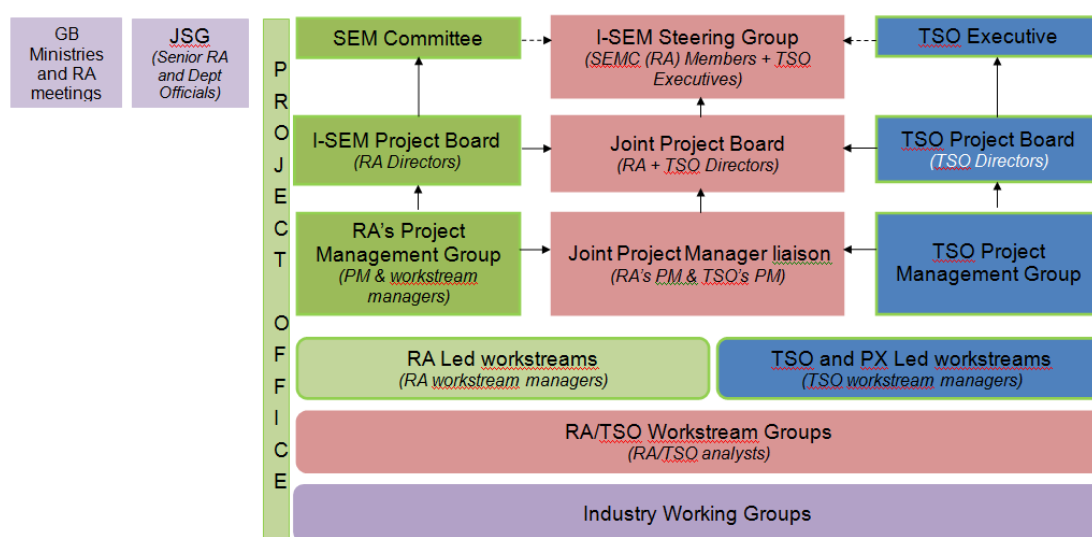 GB
Ministries
and RA
meetings
JSG
(Senior RA
and Dept
Officials)
PROJECT OFFICE
SEM Committee
I-SEM Steering Group
(SEMC (RA) Members + TSO
Executives)
TSO Executive
I-SEM Project Board
(RA Directors)
Joint Project Board
(RA + TSO Directors)
TSO Project Board
(TSO Directors)
RA's Project
Management Group
(PM & workstream
managers)
Joint Project Manager liaison
(RA's PM & TSO's PM)
TSO Project
Management Group
RA Led workstreams
(RA workstream managers)
TSO and PX Led workstreams
(TSO workstream managers)
RA/TSO Workstream Groups
(RA/TSO analysts)
Industry Working Groups